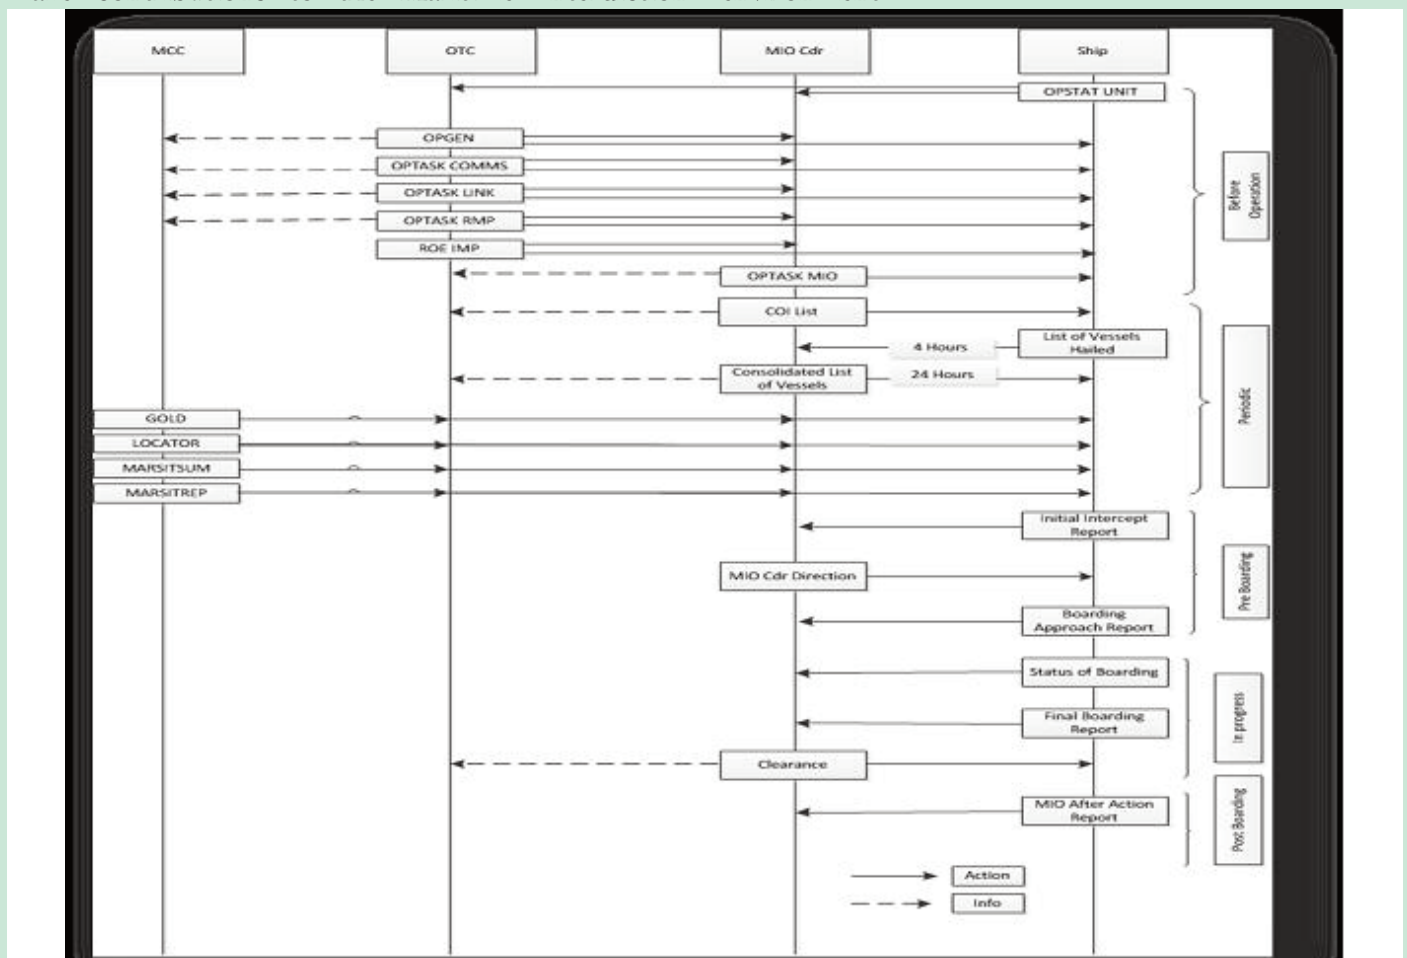 MCC
OTC
MIO Cdr
Ship
OPSTAT UNIT
OPGEN
OPTASK COMMS
OPTASK LINK
OPTASK RMP
ROE IMP
OPTASK MIO
Before
Operation
COI List
List of Vessels
Hailed
4 Hours
Consolidated List
of Vessels
24 Hours
GOLD
LOCATOR
MARSITSUM
MARSITREP
Periodic
Initial Intercept
Report
MIO Cdr Direction
Boarding
Approach Report
Pre Boarding
Status of Boarding
Final Boarding
Report
Clearance
In progress
MIO After Action
Report
Post Boarding
Action
Info